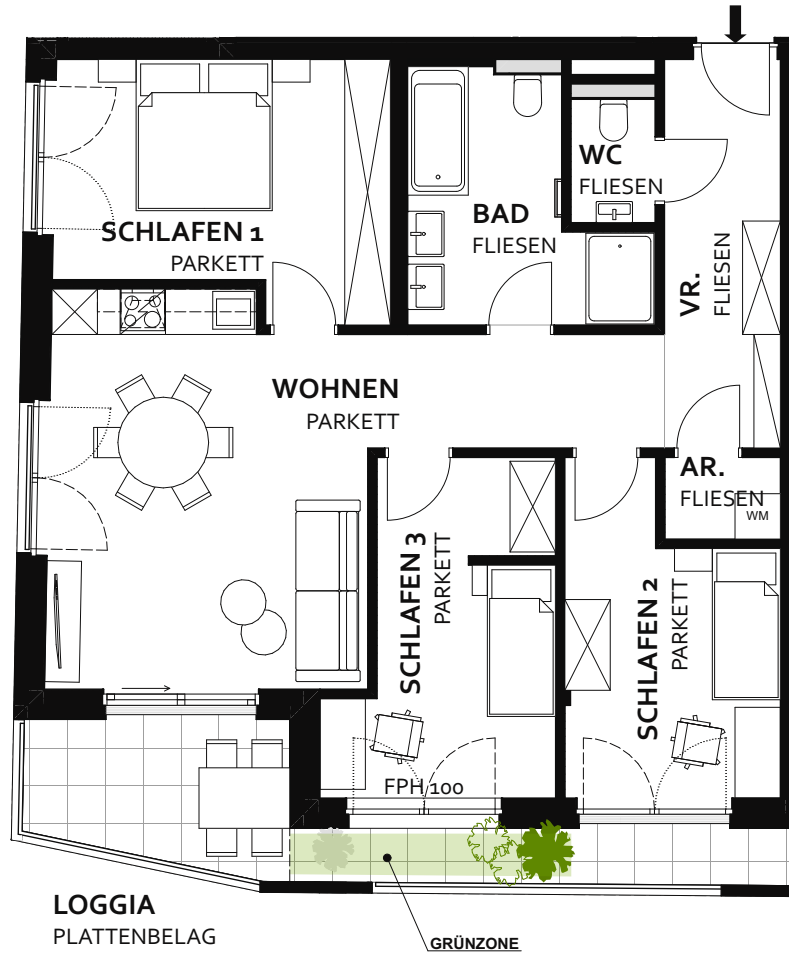 WC
FLIESEN
BAD
FLIESEN
SCHLAFEN 1
PARKETT
VR.
FLIESEN
WOHNEN
PARKETT
AR.
FLIESEN
WM
SCHLAFEN 3
PARKETT
SCHLAFEN 2
PARKETT
FPH 100
LOGGIA
PLATTENBELAG
GRÜNZONE